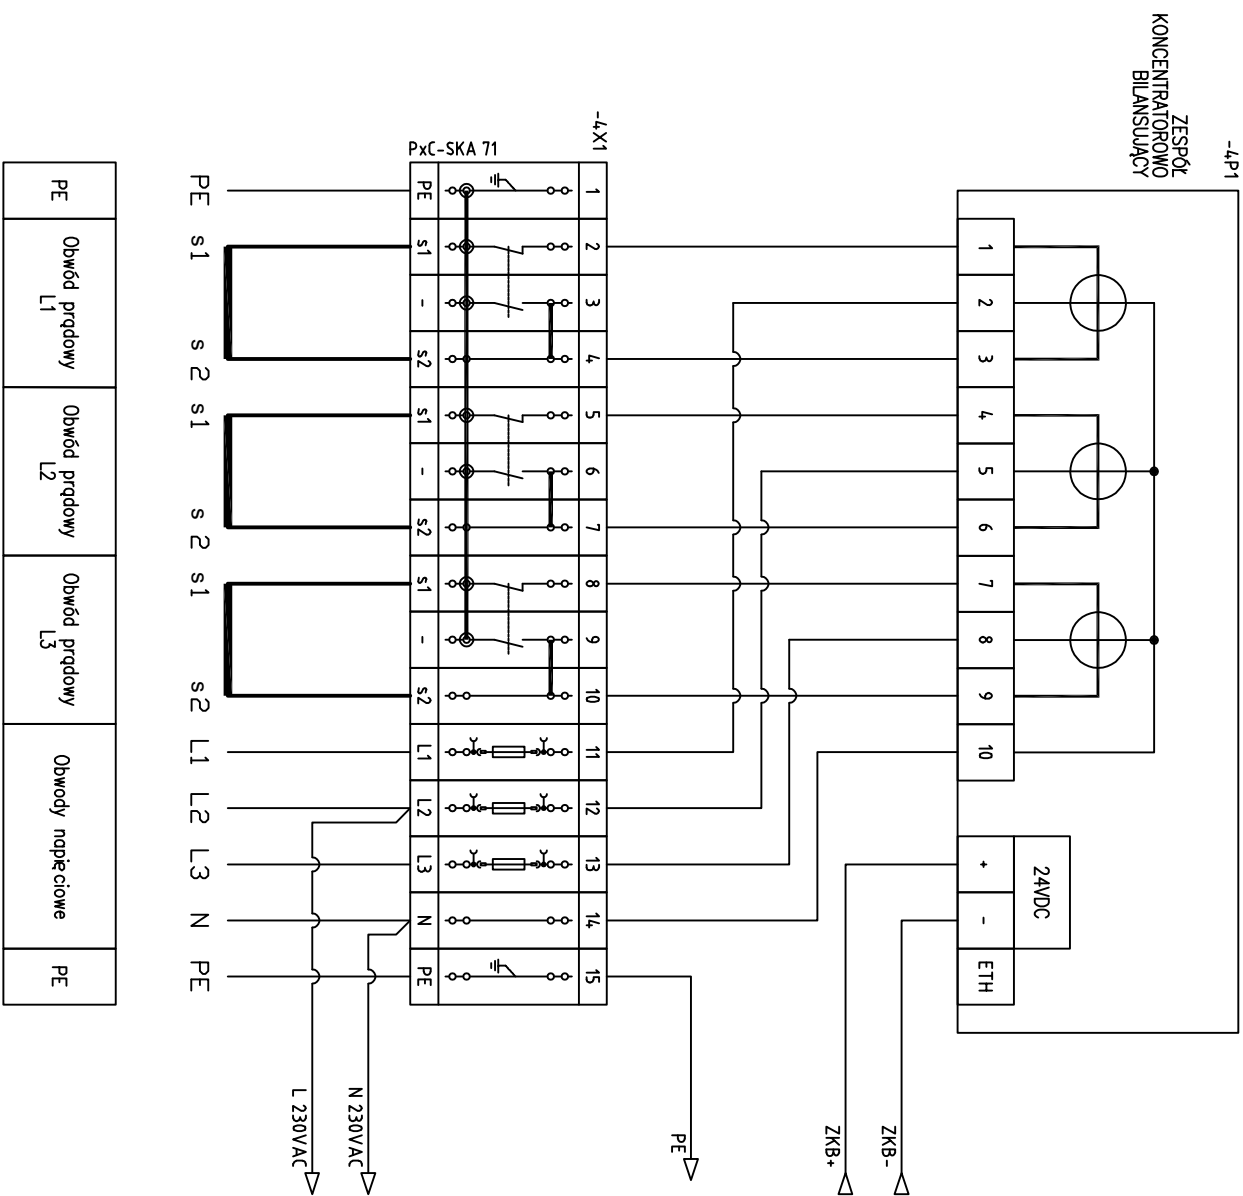 -4P1
ZESPÓŁ
KONCENTRATOROWO
BILANSUJĄCY
1
2
3
4
5
6
7
8
9
10
24VDC
+
-
ETH
ZKB-
ZKB+
PE
-4X1
1
2
3
4
5
6
7
8
9
10
11
12
13
14
15
PxC-SKA 71
PE
s1
-
s2
s1
-
s2
s1
-
s2
L1
L2
L3
N
PE
N 230VAC
L 230VAC
PE
s1
s2
s1
s2
s1
s2
L1
L2
L3
N
PE
PE
Obwód prądowy
L1
Obwód prądowy
L2
Obwód prądowy
L3
Obwody napięciowe
PE